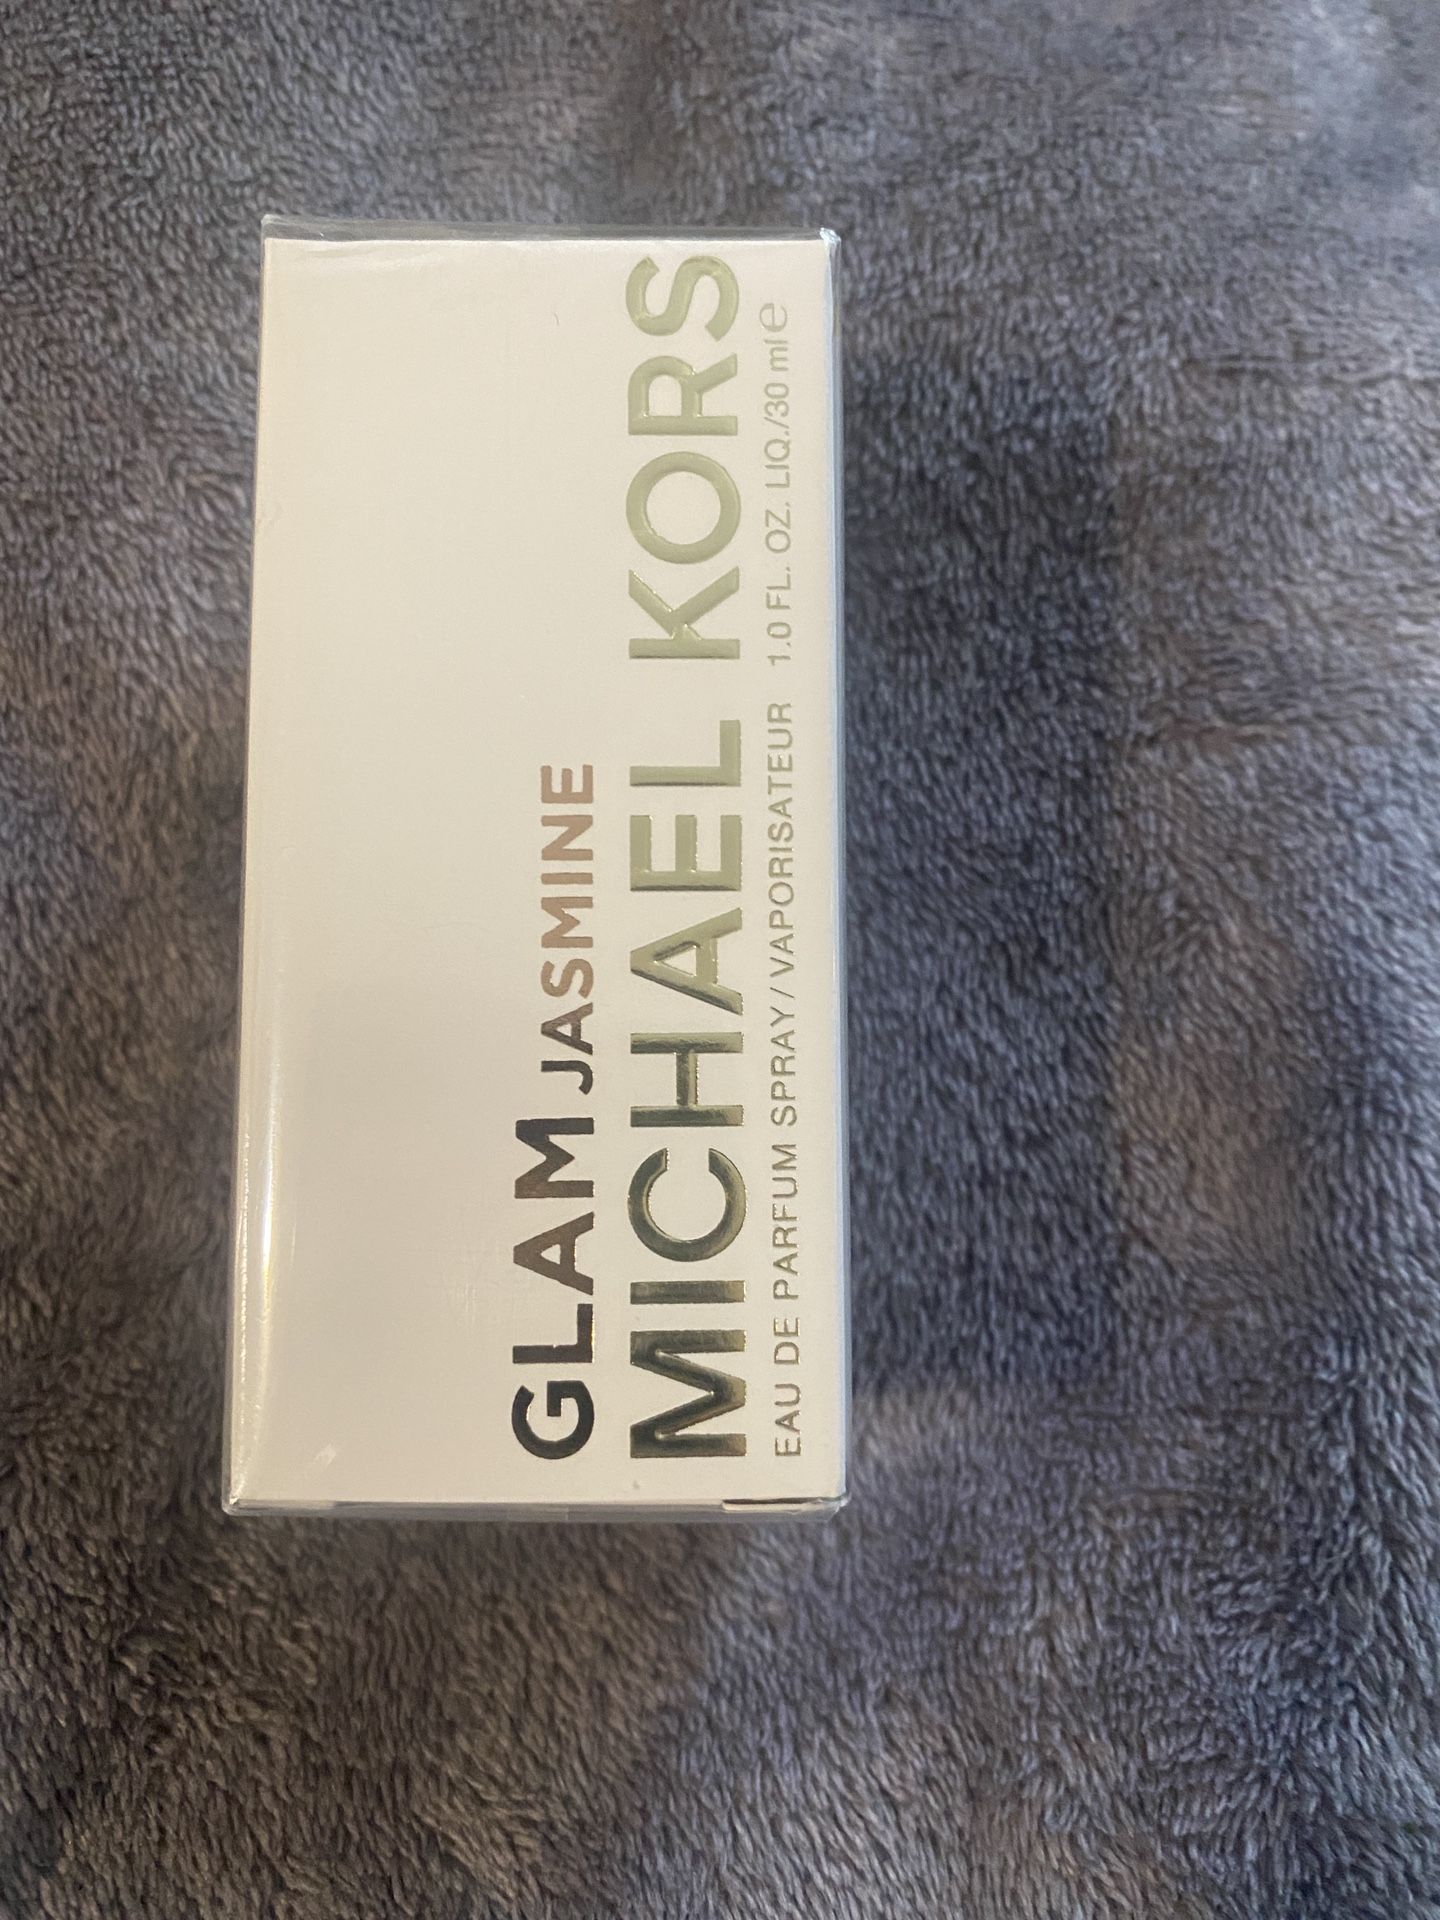 GLAM JASMINE
MICHAEL KORS
EAU DE PARFUM SPRAY / VAPORISATEUR 1.0 FL. OZ. LIQ./30 ml e